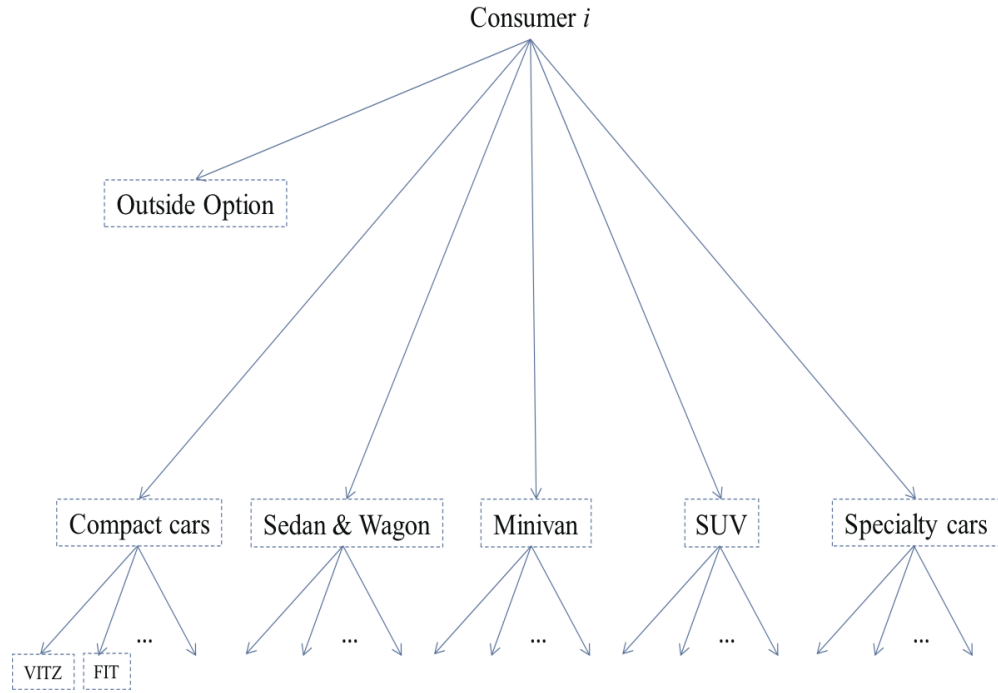 Consumer i
Outside Option
Compact cars
Sedan & Wagon
Minivan
SUV
Specialty cars
...
...
...
...
...
VITZ
FIT